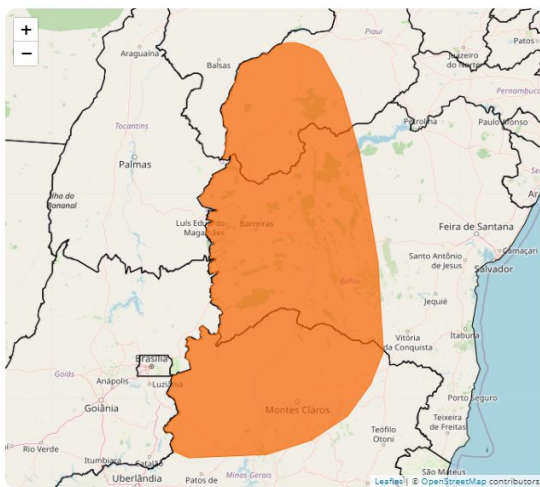 +
−
Piauí
Patos
Araguaína
Balsas
Juazeiro
do Norte
Pernambuco
Tocantins
Petrolina
Paulo Afonso
Palmas
Ilha do
Bananal
Luís Eduardo
Magalhães
Barreiras
Feira de Santana
Camaçari
Santo Antônio
de Jesus
Salvador
Bahia
Jequié
Vitória
da Conquista
Itabuna
Brasília
Goiás
Anápolis
Luziânia
Porto Seguro
Goiânia
Montes Claros
Teixeira
de Freitas
Teófilo
Otoni
Rio Verde
Itumbiara
Catalão
São Mateus
Uberlândia
Patos de
Minas Gerais
Leaflet | © OpenStreetMap contributors